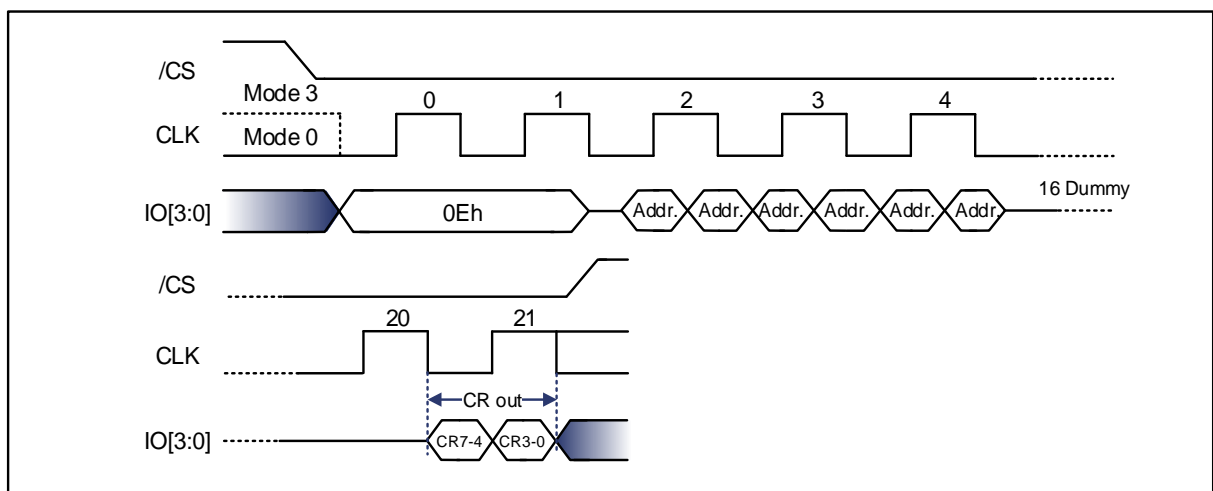 /CS
Mode 3
0 1 2 3 4
CLK
Mode 0
IO[3:0]
0Eh
Addr. Addr. Addr. Addr. Addr. Addr.
16 Dummy
/CS
20 21
CLK
CR out
IO[3:0]
CR7-4 CR3-0